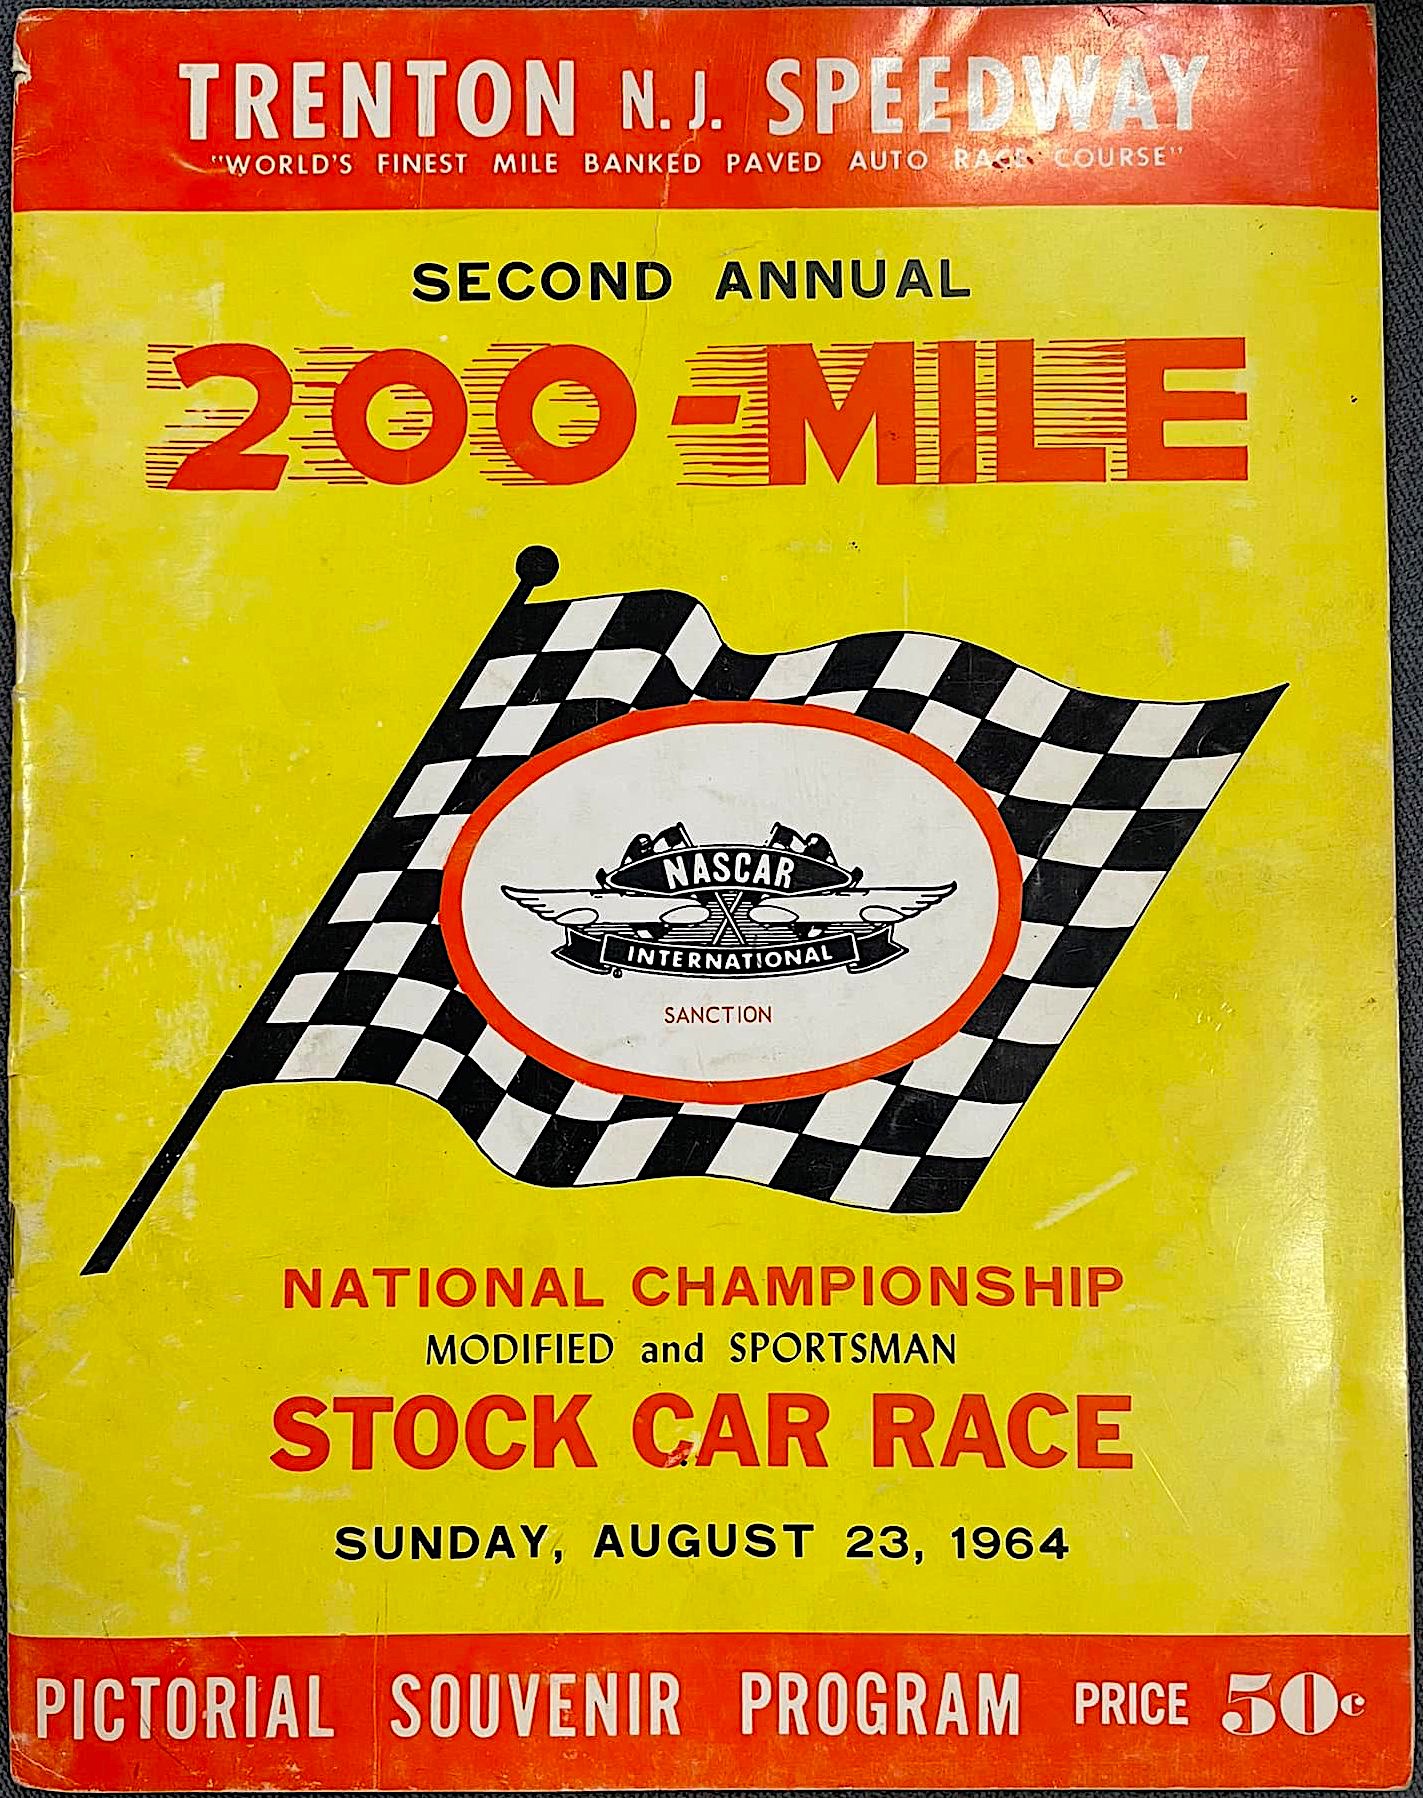 TRENTON N.J. SPEEDWAY
"WORLD'S FINEST MILE BANKED PAVED AUTO RACE COURSE"
SECOND ANNUAL
200-MILE
NASCAR
INTERNATIONAL
SANCTION
NATIONAL CHAMPIONSHIP
MODIFIED and SPORTSMAN
STOCK CAR RACE
SUNDAY, AUGUST 23, 1964
PICTORIAL SOUVENIR PROGRAM PRICE 50c